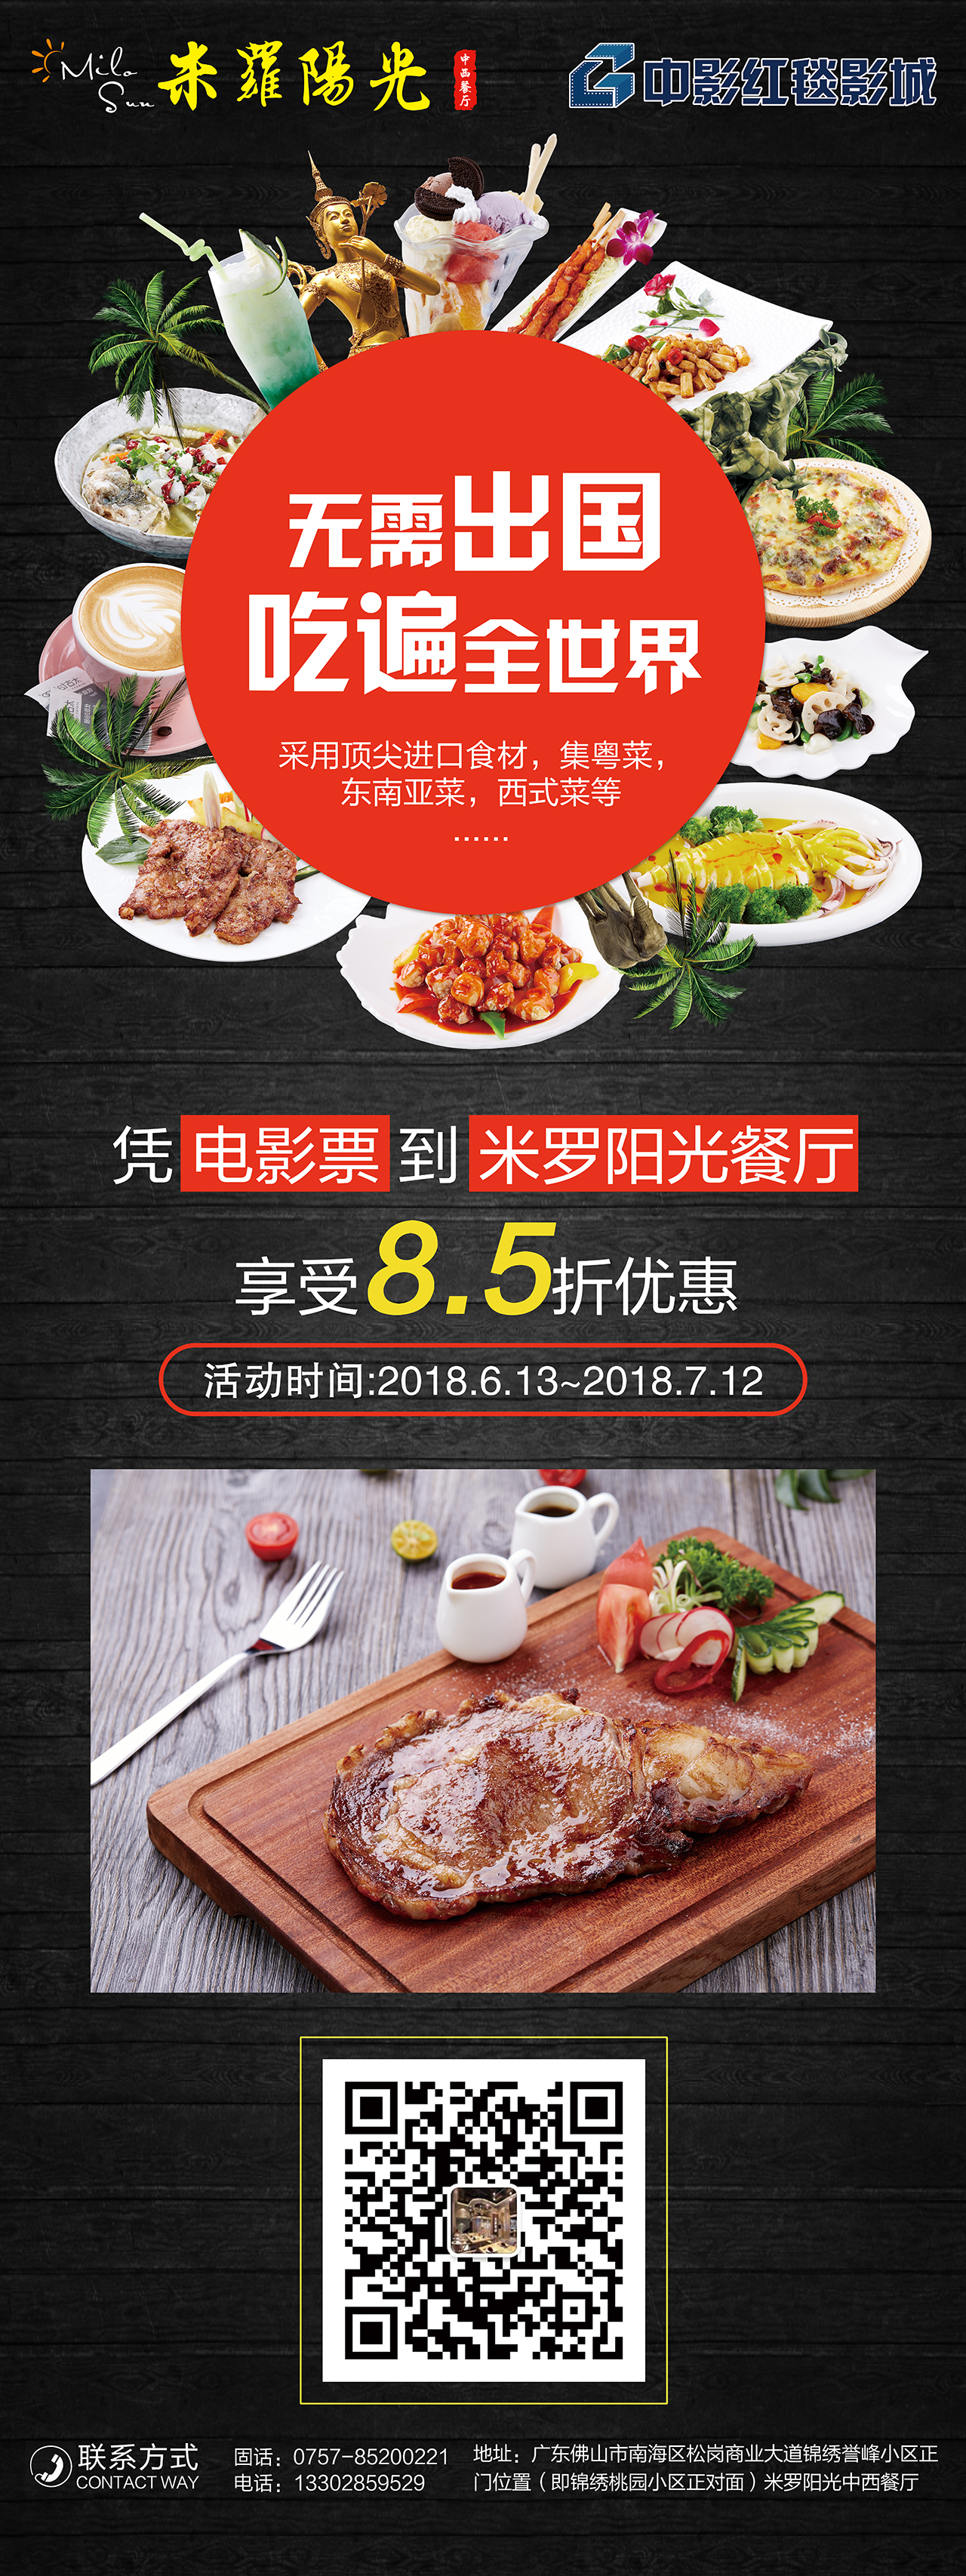 Milo
Sun
米羅陽光
中西餐厅
中影红毯影城
无需出国
吃遍全世界
采用顶尖进口食材，集粤菜，
东南亚菜，西式菜等
······
凭 电影票 到 米罗阳光餐厅
享受8.5折优惠
活动时间:2018.6.13~2018.7.12
联系方式
CONTACT WAY
固话：0757-85200221
电话：13302859529
地址：广东佛山市南海区松岗商业大道锦绣誉峰小区正
门位置（即锦绣桃园小区正对面）米罗阳光中西餐厅